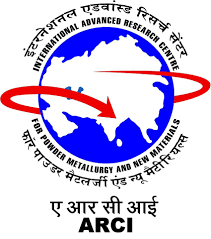 इंटरनेशनल एडवांस्ड रिसर्च सेंटर
INTERNATIONAL ADVANCED RESEARCH CENTRE
FOR POWDER METALLURGY AND NEW MATERIALS
फॉर पाउडर मैटलर्जी एंड न्यू मैटीरियल्स
ए आर सी आई
ARCI